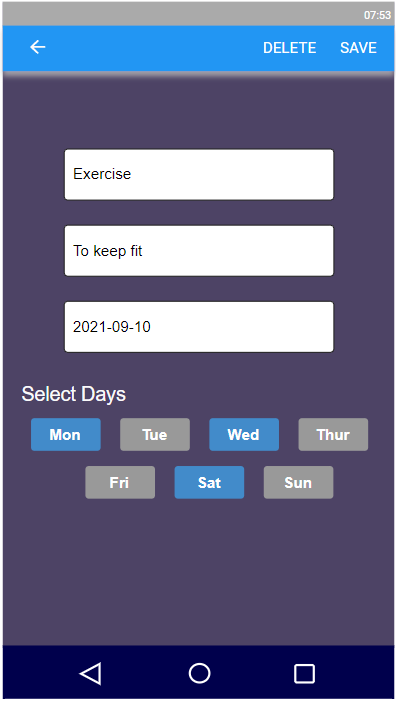 07:53
DELETE SAVE
Exercise
To keep fit
2021-09-10
Select Days
Mon Tue Wed Thur
Fri Sat Sun